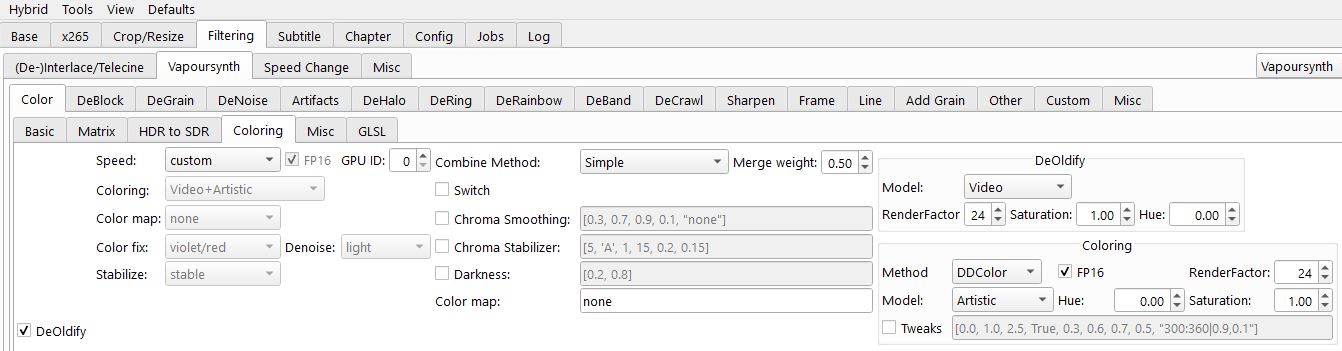 Hybrid Tools View Defaults
Base x265 Crop/Resize Filtering Subtitle Chapter Config Jobs Log
(De-)Interlace/Telecine Vapoursynth Speed Change Misc Vapoursynth
Color DeBlock DeGrain DeNoise Artifacts DeHalo DeRing DeRainbow DeBand DeCrawl Sharpen Frame Line Add Grain Other Custom Misc
Basic Matrix HDR to SDR Coloring Misc GLSL
Speed: custom FP16 GPU ID: 0 Combine Method: Simple Merge weight: 0.50
DeOldify
Coloring: Video+Artistic Switch Model: Video
Color map: none Chroma Smoothing: [0.3, 0.7, 0.9, 0.1, "none"] RenderFactor 24 Saturation: 1.00 Hue: 0.00
Color fix: violet/red Denoise: light Chroma Stabilizer: [5, 'A', 1, 15, 0.2, 0.15]
Coloring
Stabilize: stable Darkness: [0.2, 0.8] Method DDColor FP16 RenderFactor: 24
Color map: none Model: Artistic Hue: 0.00 Saturation: 1.00
DeOldify Tweaks [0.0, 1.0, 2.5, True, 0.3, 0.6, 0.7, 0.5, "300:360|0.9,0.1"]